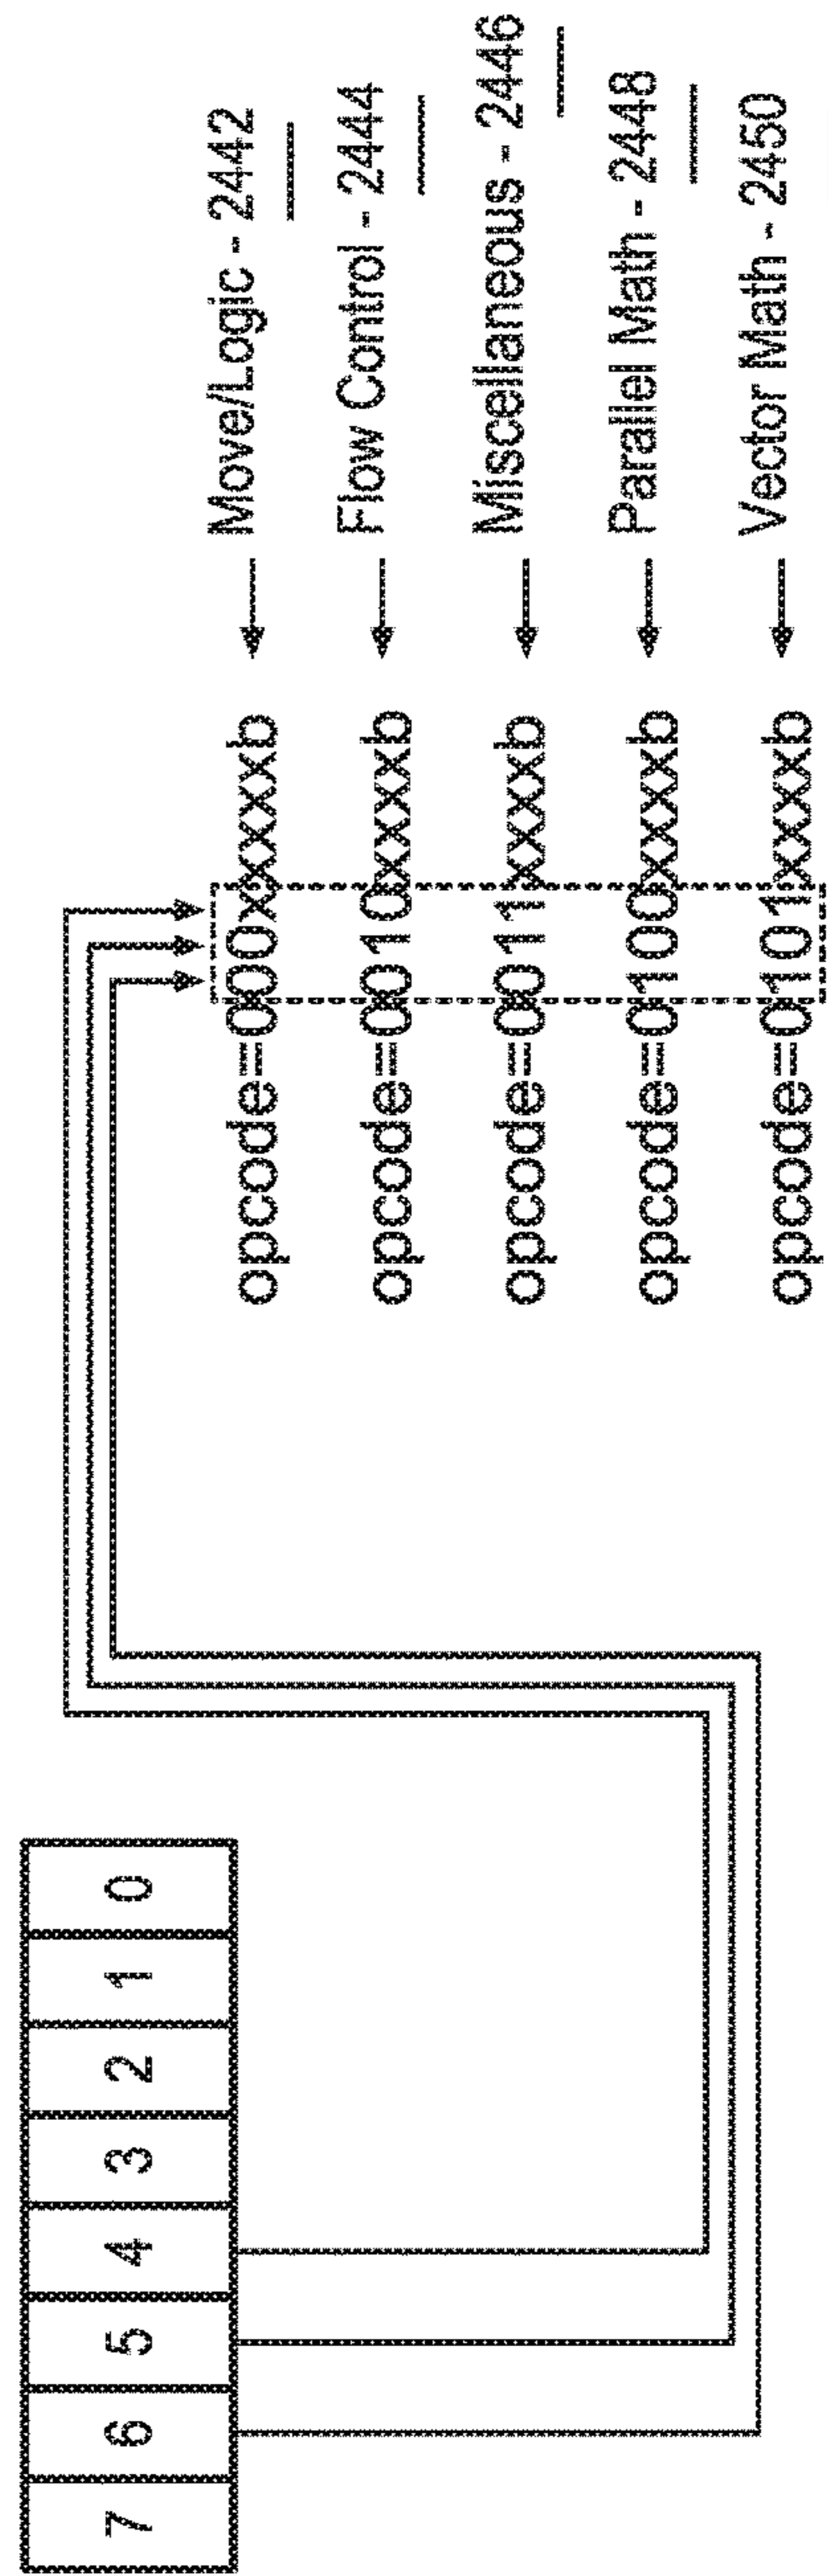 7 6 5 4 3 2 1 0
opcode=000xxxxxb ← Move/Logic - 2442
opcode=0010xxxxb ← Flow Control - 2444
opcode=0011xxxxb ← Miscellaneous - 2446
opcode=0100xxxxb ← Parallel Math - 2448
opcode=0101xxxxb ← Vector Math - 2450